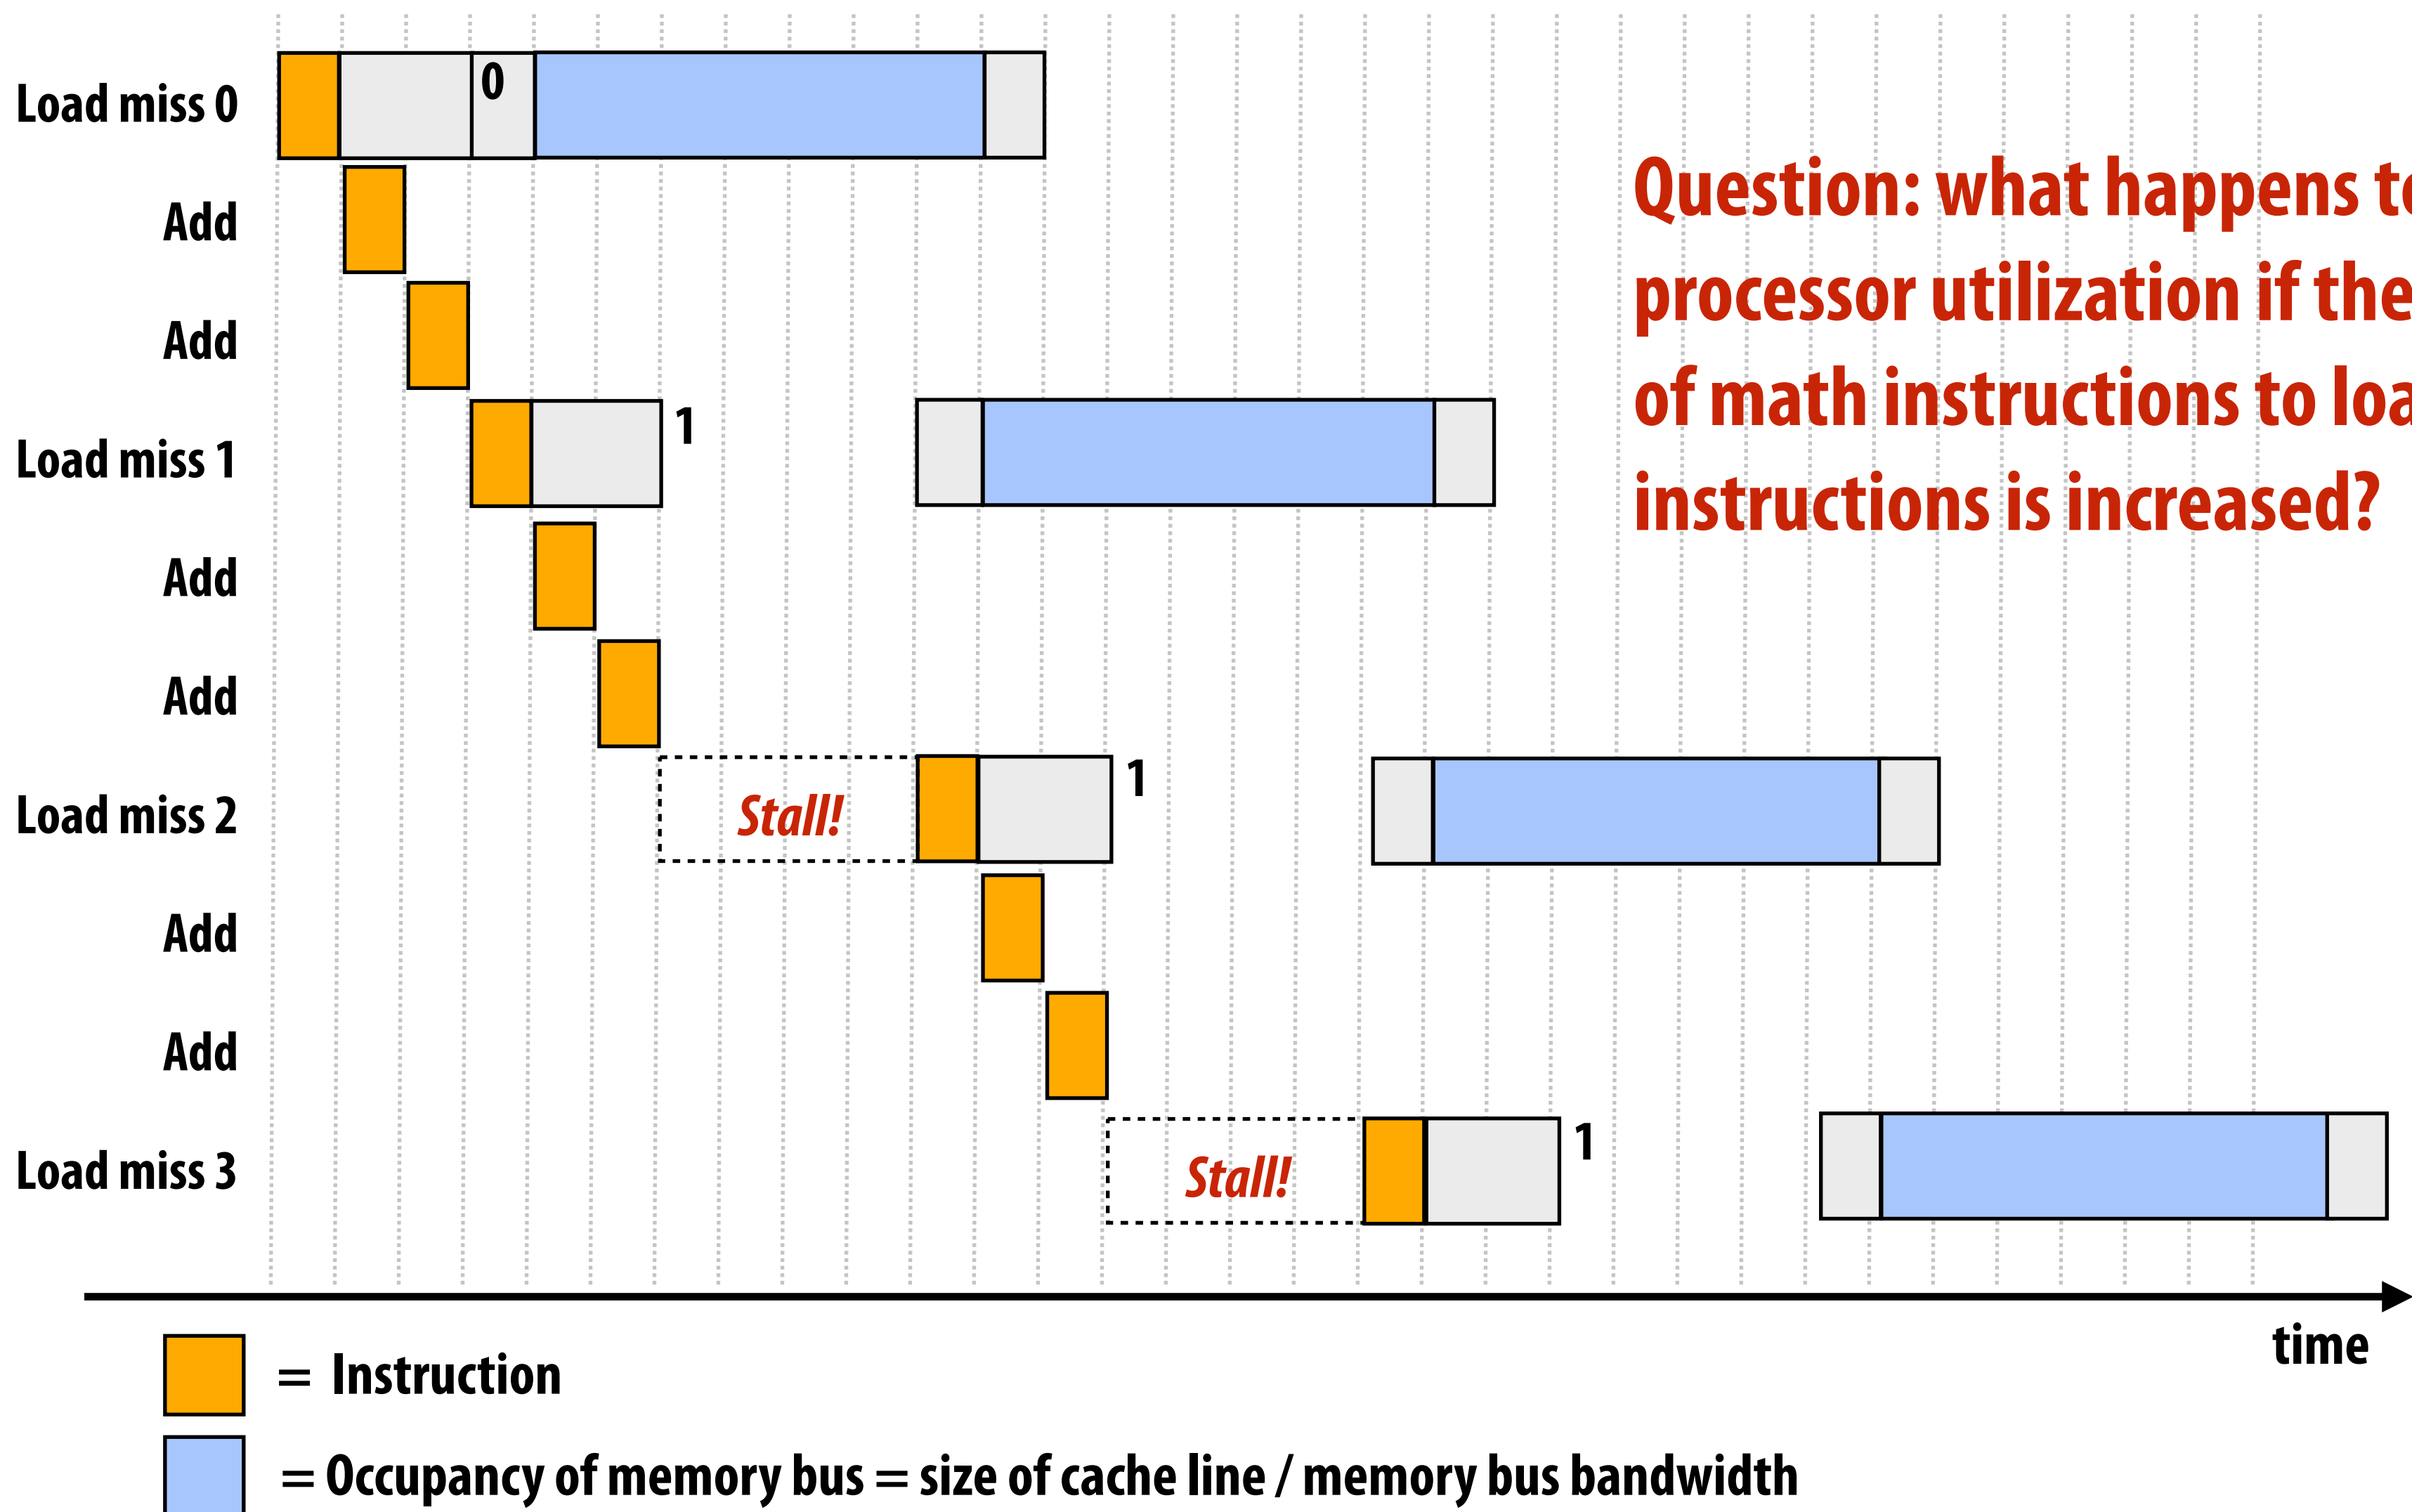 Load miss 0
0
Add
Question: what happens
processor utilization if the
Add
of math instructions to
Load miss 1
1
instructions is increased?
Add
Add
Load miss 2
Stall!
1
Add
Add
Load miss 3
Stall!
1
time
= Instruction
= Occupancy of memory bus = size of cache line / memory bus bandwidth